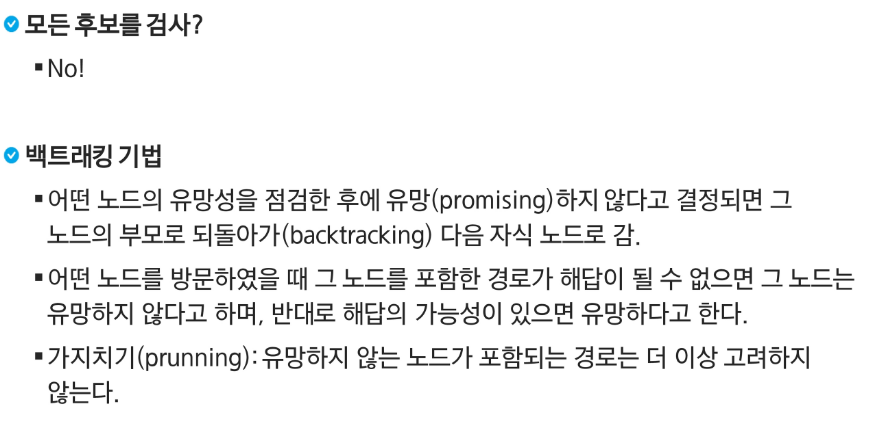 모든 후보를 검사?
No!
백트래킹 기법
어떤 노드의 유망성을 점검한 후에 유망(promising)하지 않다고 결정되면 그
노드의 부모로 되돌아가(backtracking) 다음 자식 노드로 감.
어떤 노드를 방문하였을 때 그 노드를 포함한 경로가 해답이 될 수 없으면 그 노드는
유망하지 않다고 하며, 반대로 해답의 가능성이 있으면 유망하다고 한다.
가지치기(prunning): 유망하지 않는 노드가 포함되는 경로는 더 이상 고려하지
않는다.